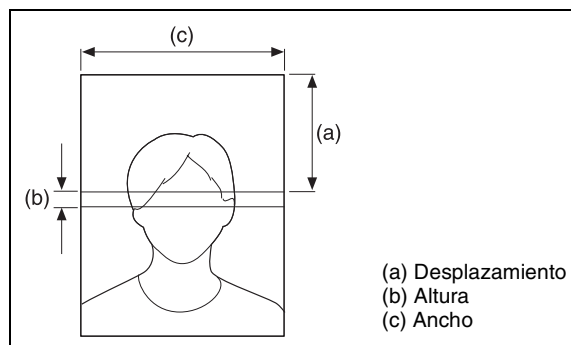 (c)
(a)
(b)
(a) Desplazamiento
(b) Altura
(c) Ancho